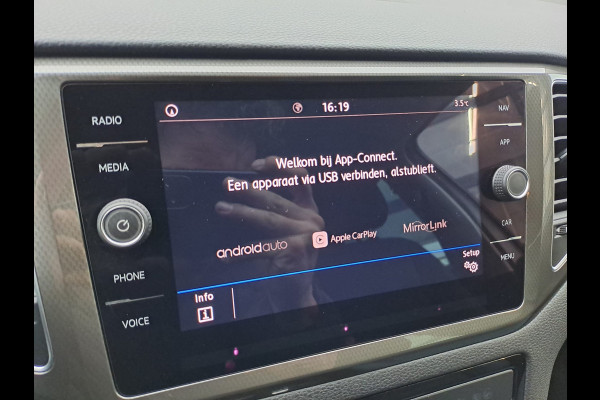 RADIO
MEDIA
PHONE
VOICE
16:19
3.5°C
Welkom bij App-Connect.
Een apparaat via USB verbinden, alstublieft.
androidauto
Apple CarPlay
MirrorLink
Setup
Info
NAV
APP
CAR
MENU